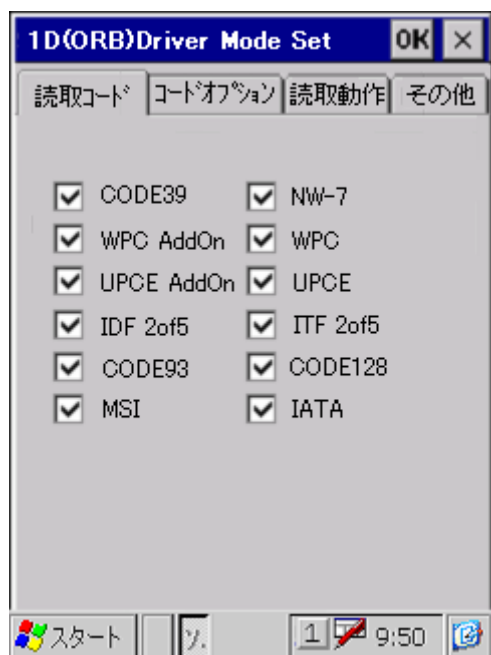 1D(ORB)Driver Mode Set OK ×
読取コード コードオプション 読取動作 その他
CODE39 NW-7
WPC AddOn WPC
UPCE AddOn UPCE
IDF 2of5 ITF 2of5
CODE93 CODE128
MSI IATA
スタート ソ. 1 9:50